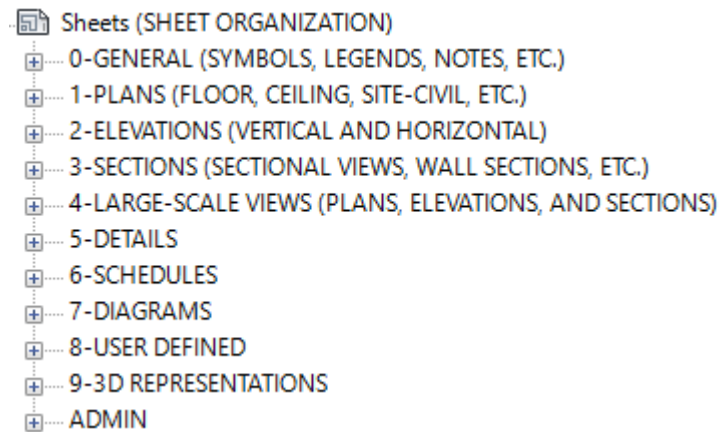 Sheets (SHEET ORGANIZATION)
0-GENERAL (SYMBOLS, LEGENDS, NOTES, ETC.)
1-PLANS (FLOOR, CEILING, SITE-CIVIL, ETC.)
2-ELEVATIONS (VERTICAL AND HORIZONTAL)
3-SECTIONS (SECTIONAL VIEWS, WALL SECTIONS, ETC.)
4-LARGE-SCALE VIEWS (PLANS, ELEVATIONS, AND SECTIONS)
5-DETAILS
6-SCHEDULES
7-DIAGRAMS
8-USER DEFINED
9-3D REPRESENTATIONS
ADMIN